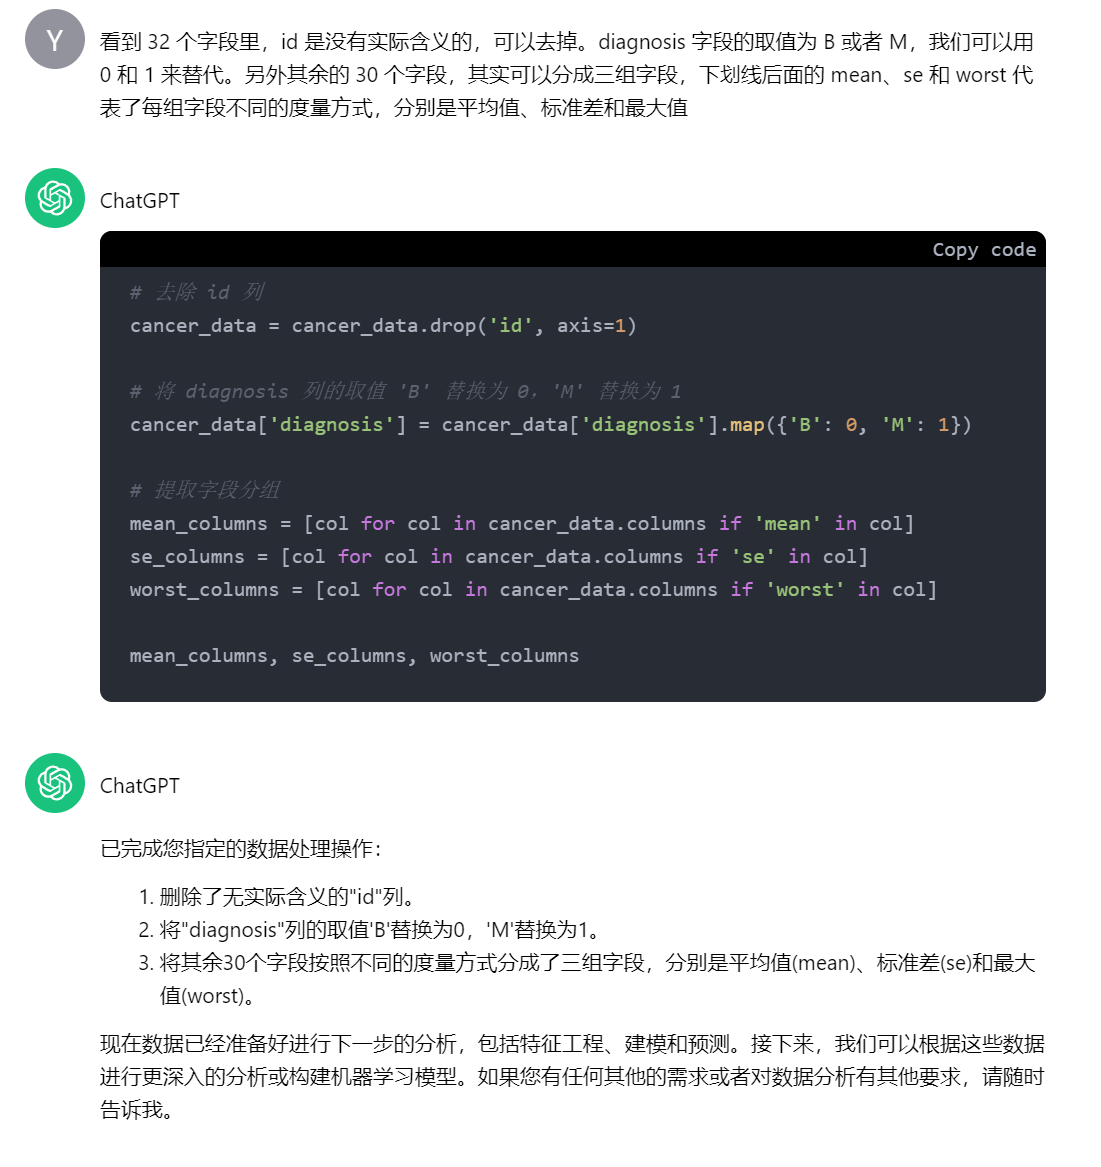 Y
看到 32 个字段里，id 是没有实际含义的，可以去掉。diagnosis 字段的取值为 B 或者 M，我们可以用
0 和 1 来替代。另外其余的 30 个字段，其实可以分成三组字段，下划线后面的 mean、se 和 worst 代
表了每组字段不同的度量方式，分别是平均值、标准差和最大值
ChatGPT
Copy code
# 去除 id 列
cancer_data = cancer_data.drop('id', axis=1)
# 将 diagnosis 列的取值 'B' 替换为 0，'M' 替换为 1
cancer_data['diagnosis'] = cancer_data['diagnosis'].map({'B': 0, 'M': 1})
# 提取字段分组
mean_columns = [col for col in cancer_data.columns if 'mean' in col]
se_columns = [col for col in cancer_data.columns if 'se' in col]
worst_columns = [col for col in cancer_data.columns if 'worst' in col]
mean_columns, se_columns, worst_columns
ChatGPT
已完成您指定的数据处理操作：
1. 删除了无实际含义的"id"列。
2. 将"diagnosis"列的取值'B'替换为0，'M'替换为1。
3. 将其余30个字段按照不同的度量方式分成了三组字段，分别是平均值(mean)、标准差(se)和最大
值(worst)。
现在数据已经准备好进行下一步的分析，包括特征工程、建模和预测。接下来，我们可以根据这些数据
进行更深入的分析或构建机器学习模型。如果您有任何其他的需求或者对数据分析有其他要求，请随时
告诉我。